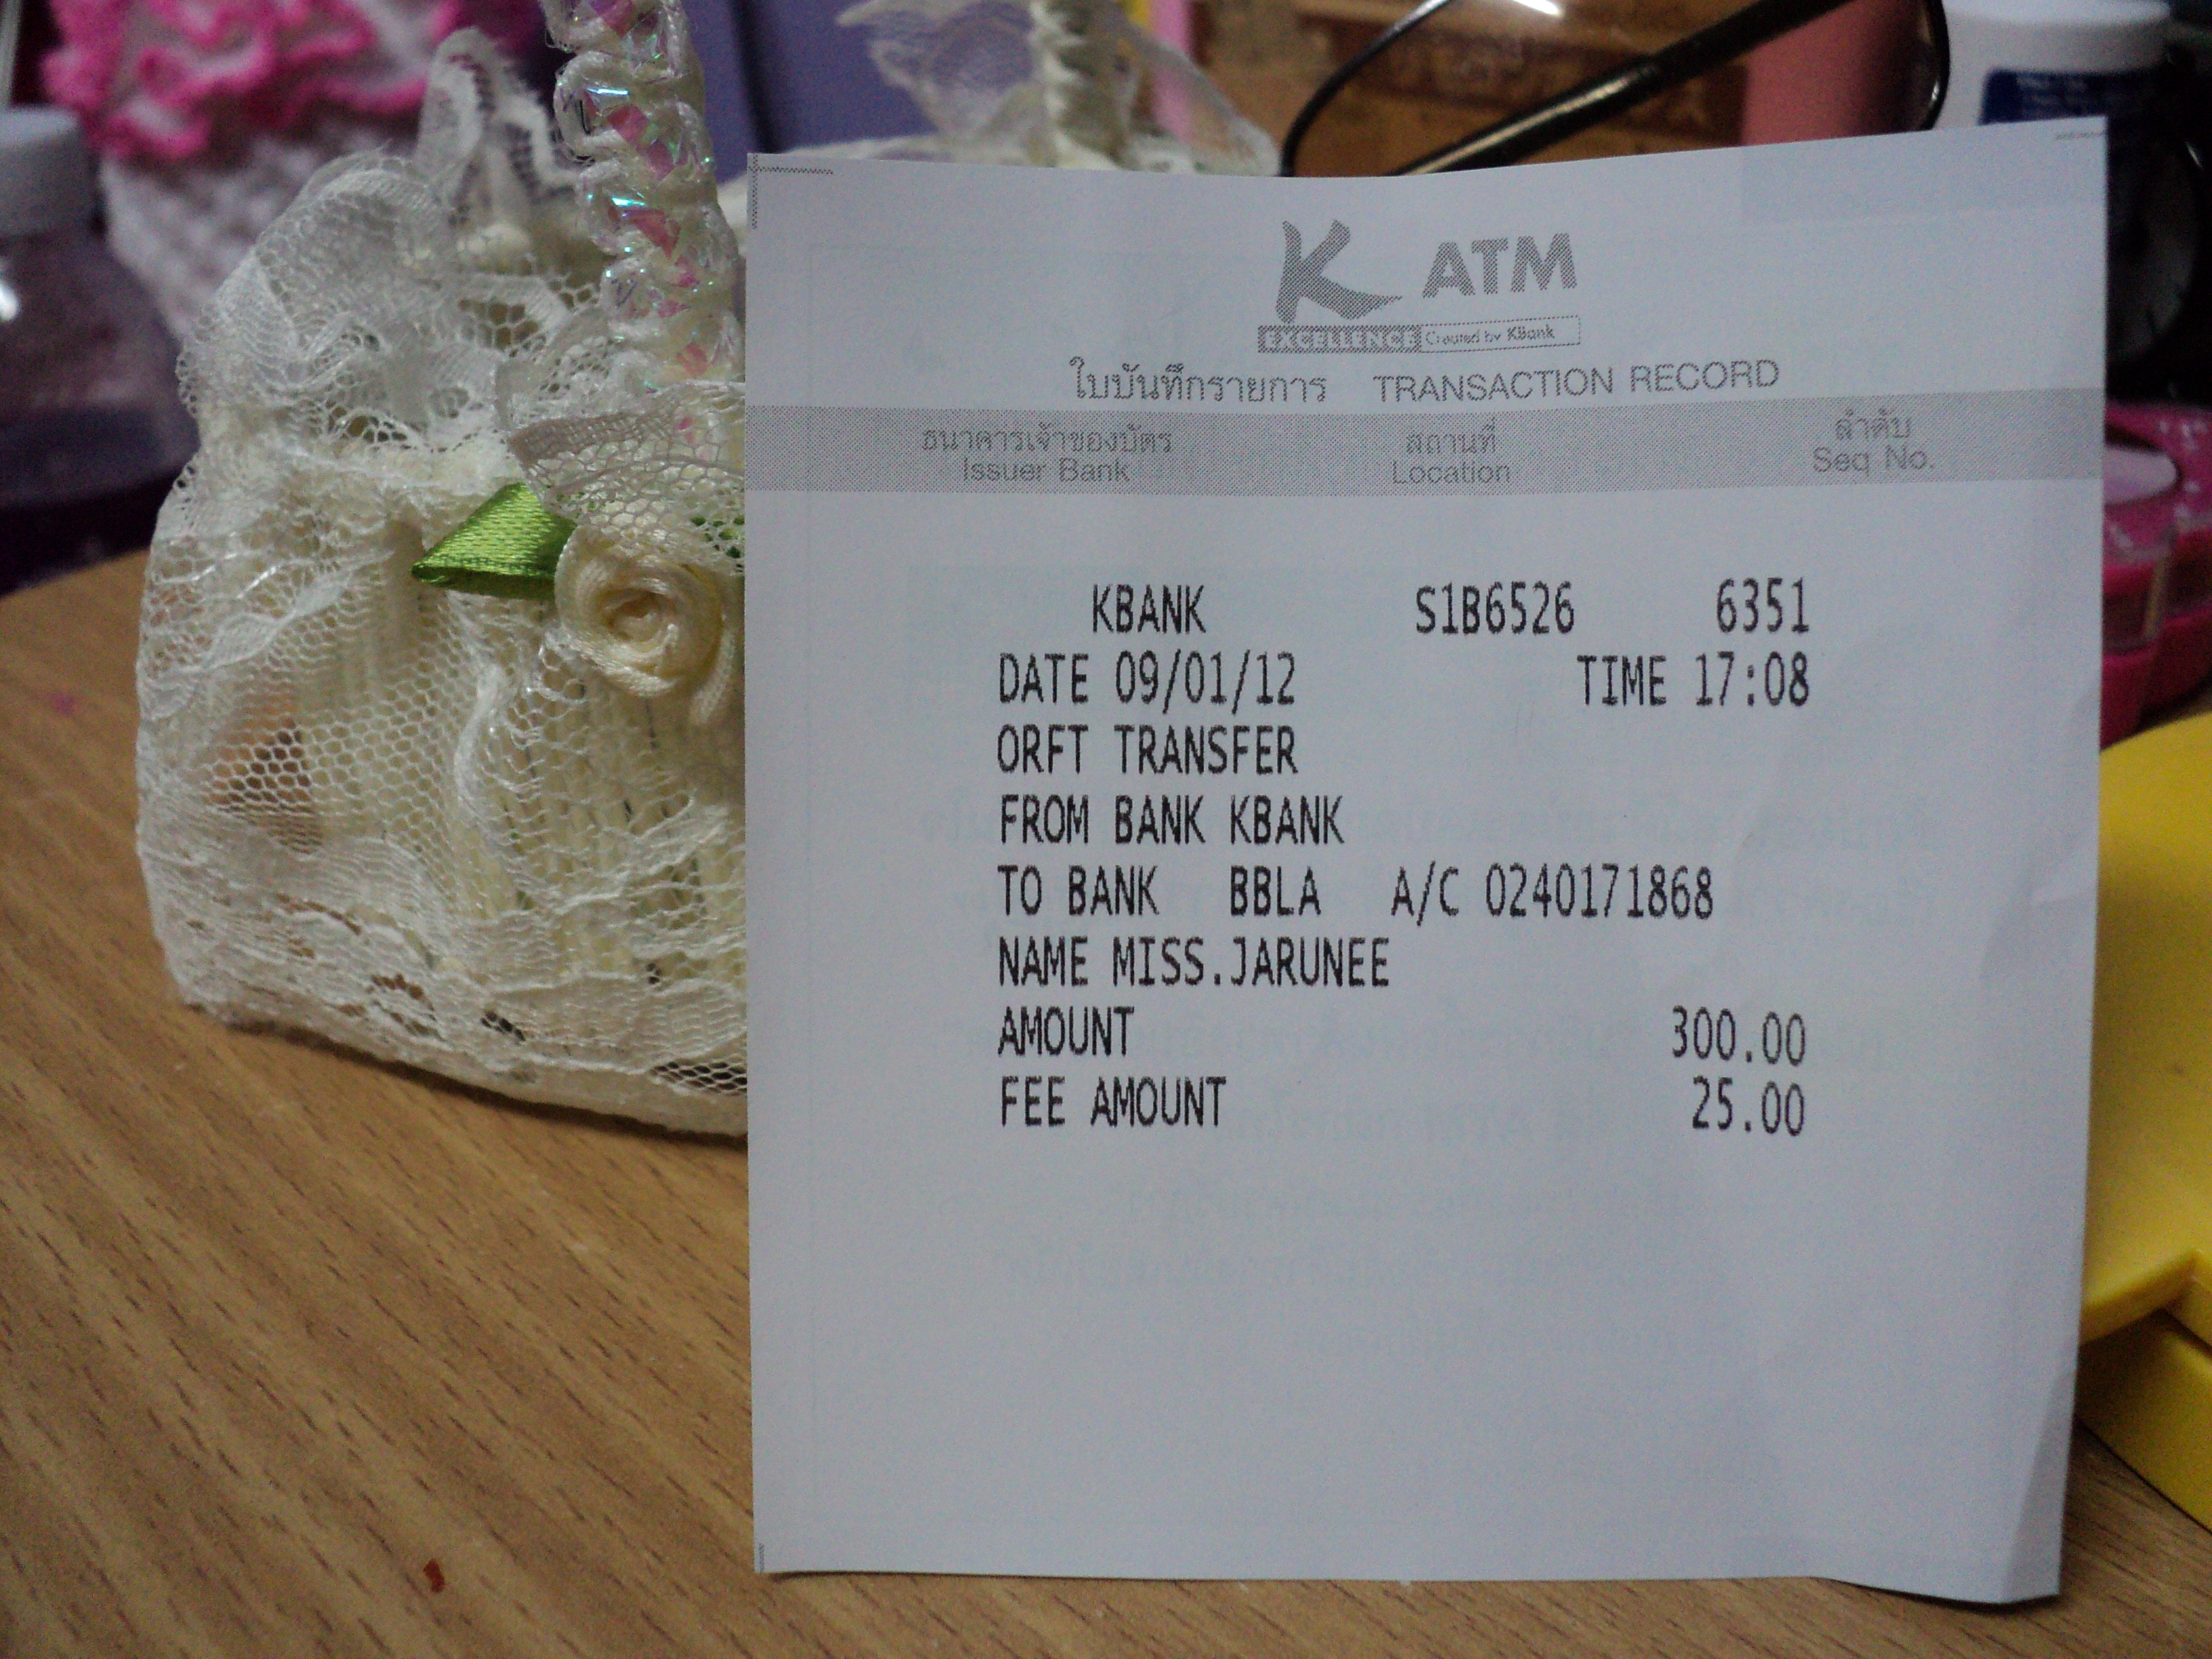 K ATM
EXCELLENCE Created by KBank
ใบบันทึกรายการ TRANSACTION RECORD
ธนาคารเจ้าของบัตร สถานที่ ลำดับ
Issuer Bank Location Seq No.
KBANK S1B6526 6351
DATE 09/01/12 TIME 17:08
ORFT TRANSFER
FROM BANK KBANK
TO BANK BBLA A/C 0240171868
NAME MISS.JARUNEE
AMOUNT 300.00
FEE AMOUNT 25.00